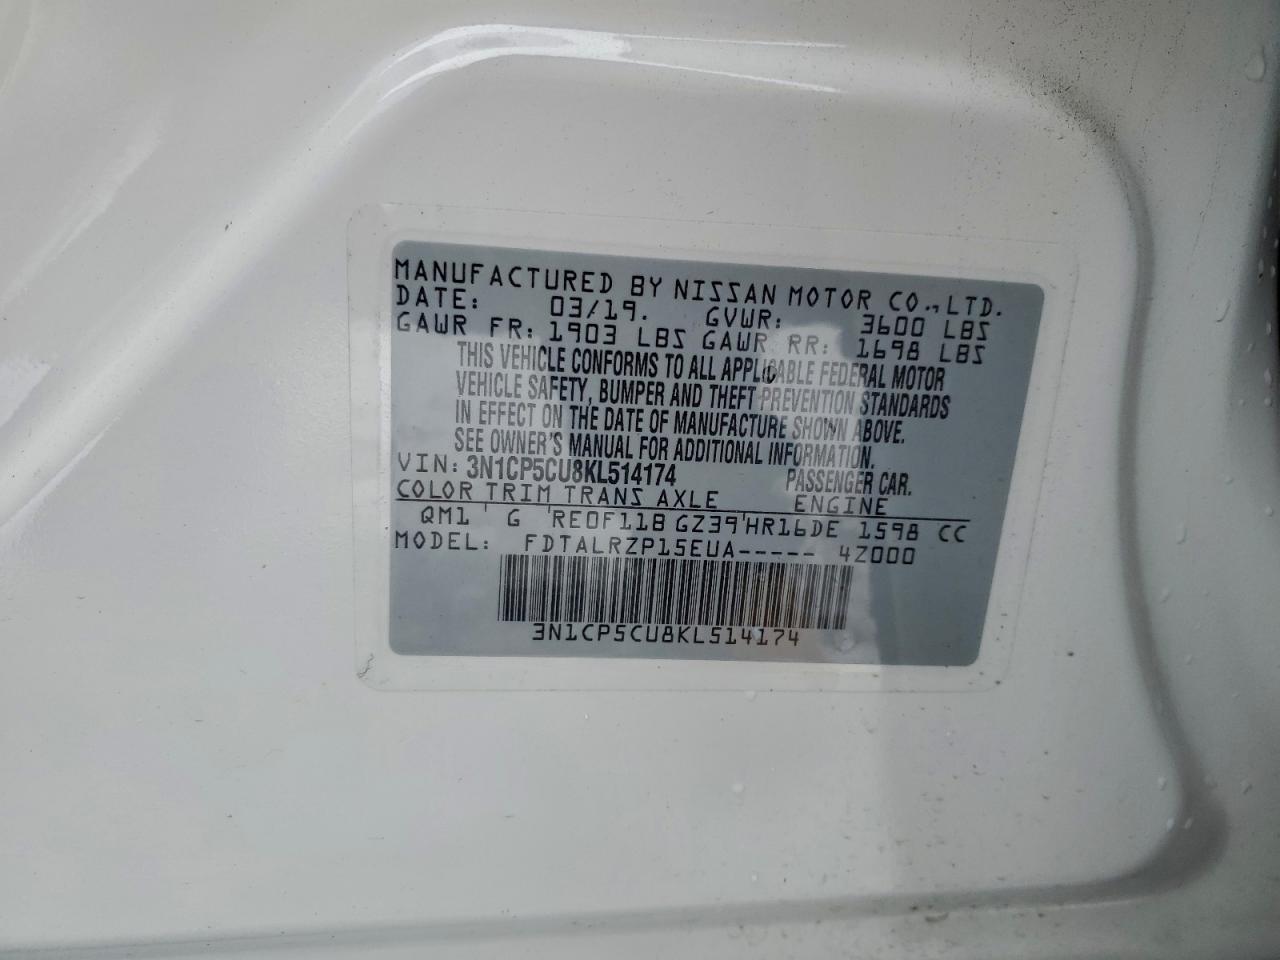 MANUFACTURED BY NISSAN MOTOR CO., LTD.
DATE: 03/19. GVWR: 3600 LBS
GAWR FR: 1903 LBS GAWR RR: 1698 LBS
THIS VEHICLE CONFORMS TO ALL APPLICABLE FEDERAL MOTOR
VEHICLE SAFETY, BUMPER AND THEFT PREVENTION STANDARDS
IN EFFECT ON THE DATE OF MANUFACTURE SHOWN ABOVE.
SEE OWNER'S MANUAL FOR ADDITIONAL INFORMATION.
VIN: 3N1CP5CU8KL514174 PASSENGER CAR.
COLOR TRIM TRANS AXLE ENGINE
QM1 ' G 'RE0F11B GZ39'HR16DE 1598 CC
MODEL: FDTALRZP15EUA----- 4Z000
3N1CP5CU8KL514174